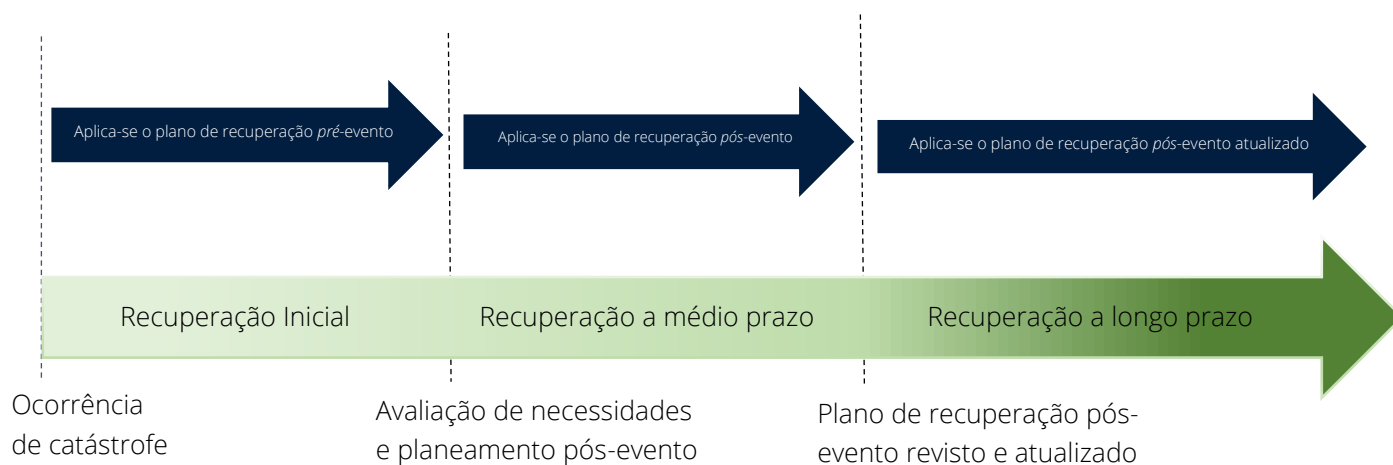 Aplica-se o plano de recuperação pré-evento
Aplica-se o plano de recuperação pós-evento
Aplica-se o plano de recuperação pós-evento atualizado
Recuperação Inicial
Recuperação a médio prazo
Recuperação a longo prazo
Ocorrência
de catástrofe
Avaliação de necessidades
e planeamento pós-evento
Plano de recuperação pós-
evento revisto e atualizado